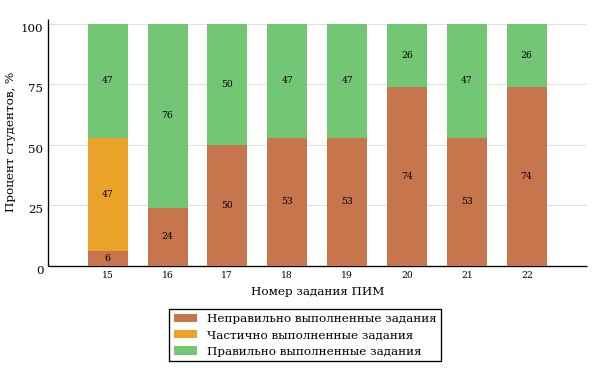 Процент студентов, %
100
75
50
25
0
47 76 50 47 47 26 47 26
47
6 24 50 53 53 74 53 74
15 16 17 18 19 20 21 22
Номер задания ПИМ
Неправильно выполненные задания
Частично выполненные задания
Правильно выполненные задания